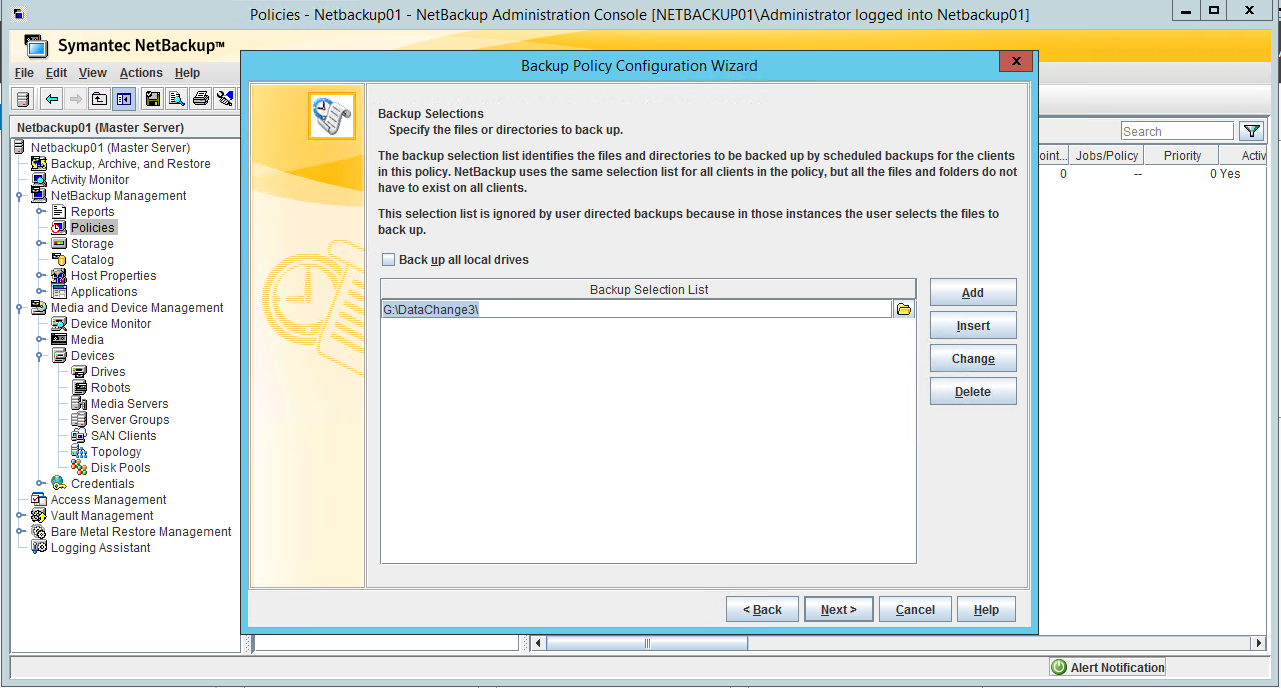 Policies - Netbackup01 - NetBackup Administration Console [NETBACKUP01\Administrator logged into Netbackup01]
Symantec NetBackup™
File Edit View Actions Help
Netbackup01 (Master Server)
Netbackup01 (Master Server)
Backup, Archive, and Restore
Activity Monitor
NetBackup Management
Reports
Policies
Storage
Catalog
Host Properties
Applications
Media and Device Management
Device Monitor
Media
Devices
Drives
Robots
Media Servers
Server Groups
SAN Clients
Topology
Disk Pools
Credentials
Access Management
Vault Management
Bare Metal Restore Management
Logging Assistant
Backup Policy Configuration Wizard
X
Backup Selections
Specify the files or directories to back up.
The backup selection list identifies the files and directories to be backed up by scheduled backups for the clients
in this policy. NetBackup uses the same selection list for all clients in the policy, but all the files and folders do not
have to exist on all clients.
This selection list is ignored by user directed backups because in those instances the user selects the files to
back up.
Back up all local drives
Backup Selection List
G:\DataChange3\
Add
Insert
Change
Delete
< Back Next > Cancel Help
Search
oint... Jobs/Policy Priority Activ
0 -- 0 Yes
Alert Notification